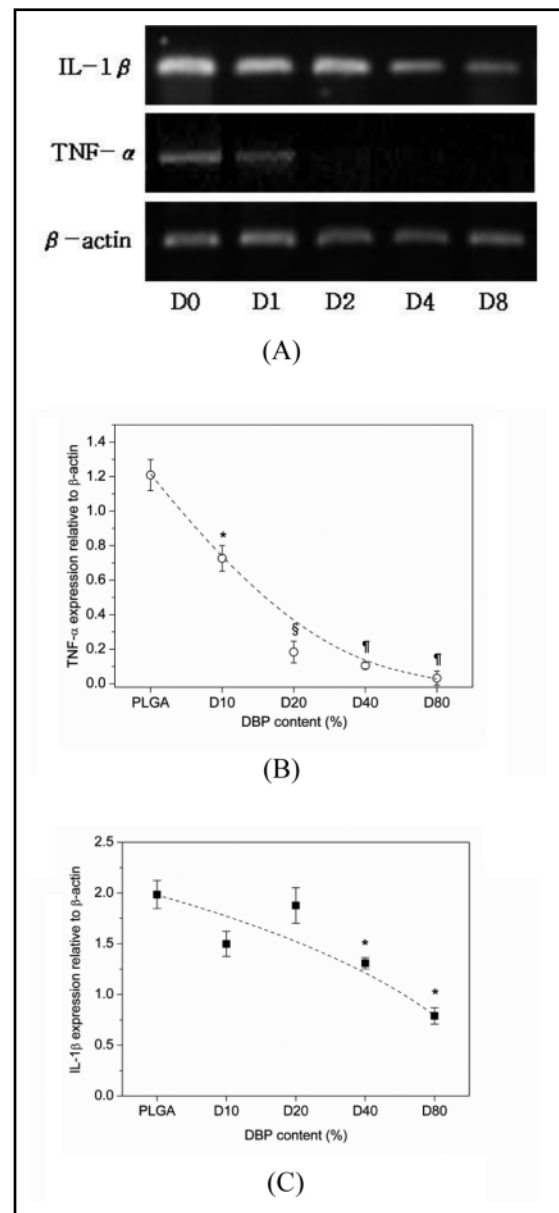 IL-1β
TNF-α
β-actin
D0 D1 D2 D4 D8
(A)
TNF-α expression relative to β-actin
1.4
1.2
1.0
0.8
0.6
0.4
0.2
0.0
*
§
¶
¶
PLGA D10 D20 D40 D80
DBP content (%)
(B)
IL-1β expression relative to β-actin
2.5
2.0
1.5
1.0
0.5
0.0
*
*
PLGA D10 D20 D40 D80
DBP content (%)
(C)